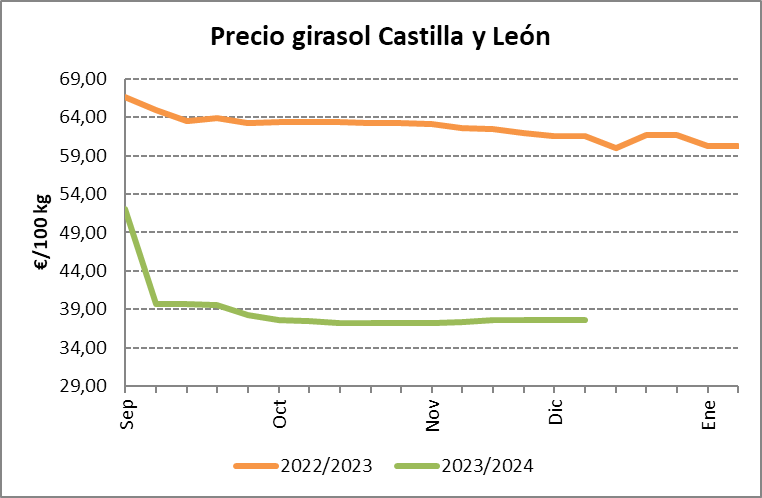 Precio girasol Castilla y León
€/100 kg
69,00
64,00
59,00
54,00
49,00
44,00
39,00
34,00
29,00
Sep
Oct
Nov
Dic
Ene
2022/2023
2023/2024